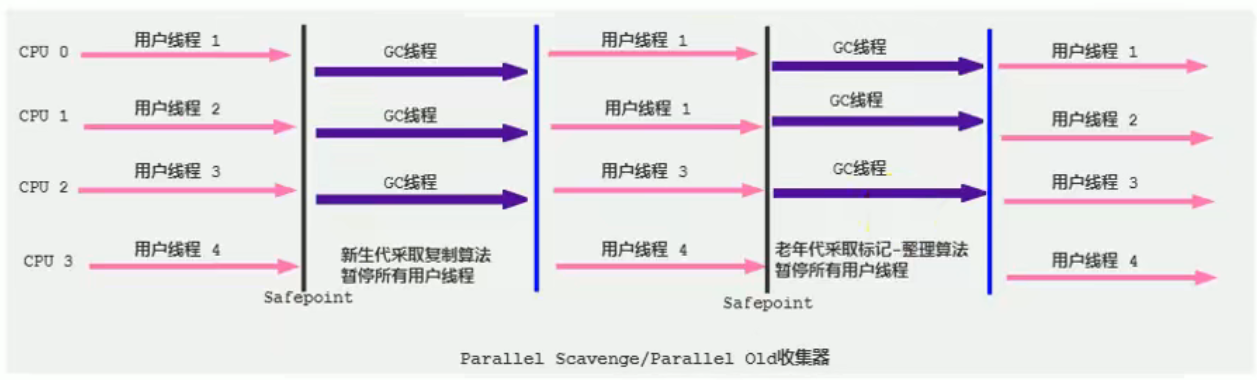 CPU 0
用户线程 1
GC线程
用户线程 1
GC线程
用户线程 1
CPU 1
用户线程 2
GC线程
用户线程 1
GC线程
用户线程 2
CPU 2
用户线程 3
GC线程
用户线程 3
GC线程
用户线程 3
CPU 3
用户线程 4
新生代采取复制算法
暂停所有用户线程
用户线程 4
老年代采取标记-整理算法
暂停所有用户线程
用户线程 4
Safepoint
Safepoint
Parallel Scavenge/Parallel Old收集器